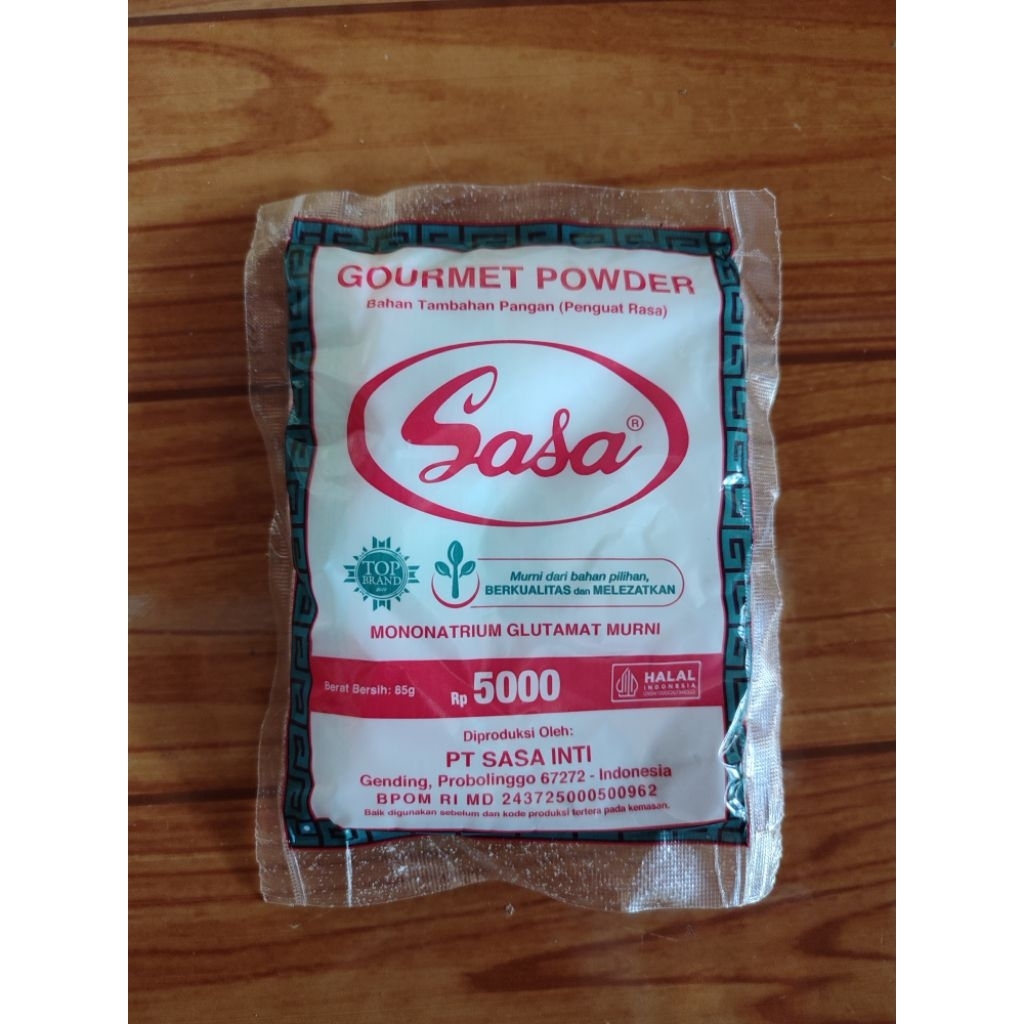 GOURMET POWDER
Bahan Tambahan Pangan (Penguat Rasa)
Sasa®
TOP
BRAND
Murni dari bahan pilihan,
BERKUALITAS dan MELEZATKAN
MONONATRIUM GLUTAMAT MURNI
Berat Bersih: 85g
Rp 5000
HALAL
INDONESIA
Diproduksi Oleh:
PT SASA INTI
Gending, Probolinggo 67272 - Indonesia
BPOM RI MD 243725000500962
Baik digunakan sebelum dan kode produksi tertera pada kemasan.